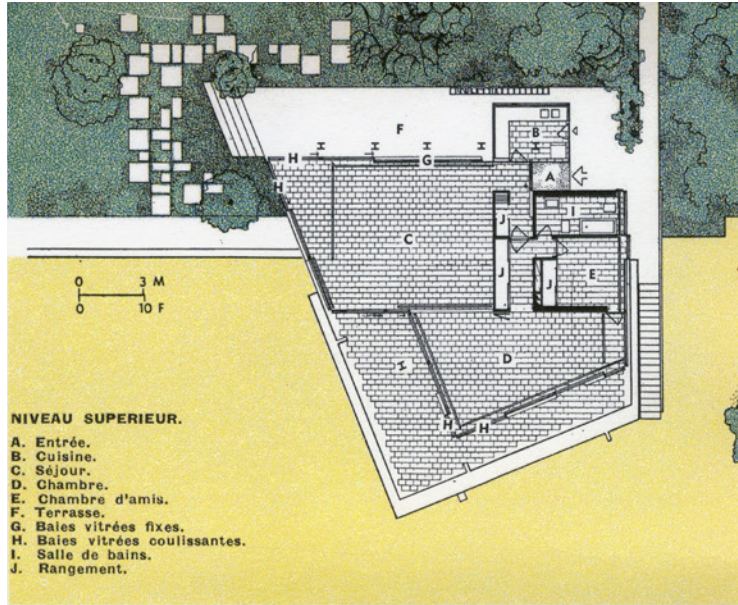 F
B
H
G
A
H
I
J
C
J
J
E
D
0 3 M
0 10 F
H
H
NIVEAU SUPERIEUR.
A. Entrée.
B. Cuisine.
C. Séjour.
D. Chambre.
E. Chambre d'amis.
F. Terrasse.
G. Baies vitrées fixes.
H. Baies vitrées coulissantes.
I. Salle de bains.
J. Rangement.